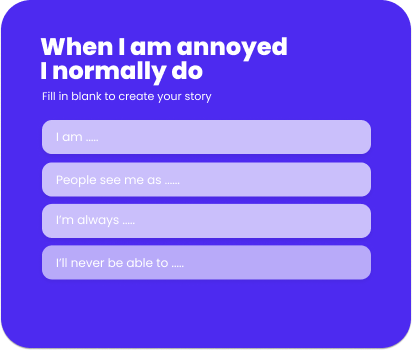 When I am annoyed
I normally do
Fill in blank to create your story
I am .....
People see me as ......
I'm always .....
I'll never be able to .....